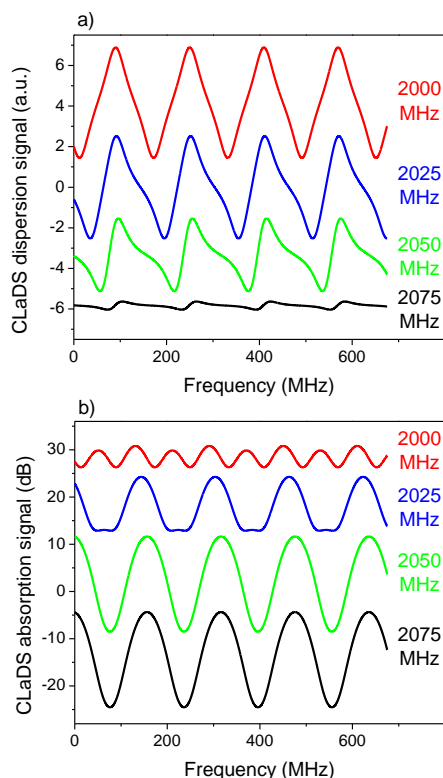 a)
CLaDS dispersion signal (a.u.)
6
4
2
0
-2
-4
-6
2000
MHz
2025
MHz
2050
MHz
2075
MHz
0
200
400
600
Frequency (MHz)
b)
CLaDS absorption signal (dB)
30
20
10
0
-10
-20
2000
MHz
2025
MHz
2050
MHz
2075
MHz
0
200
400
600
Frequency (MHz)